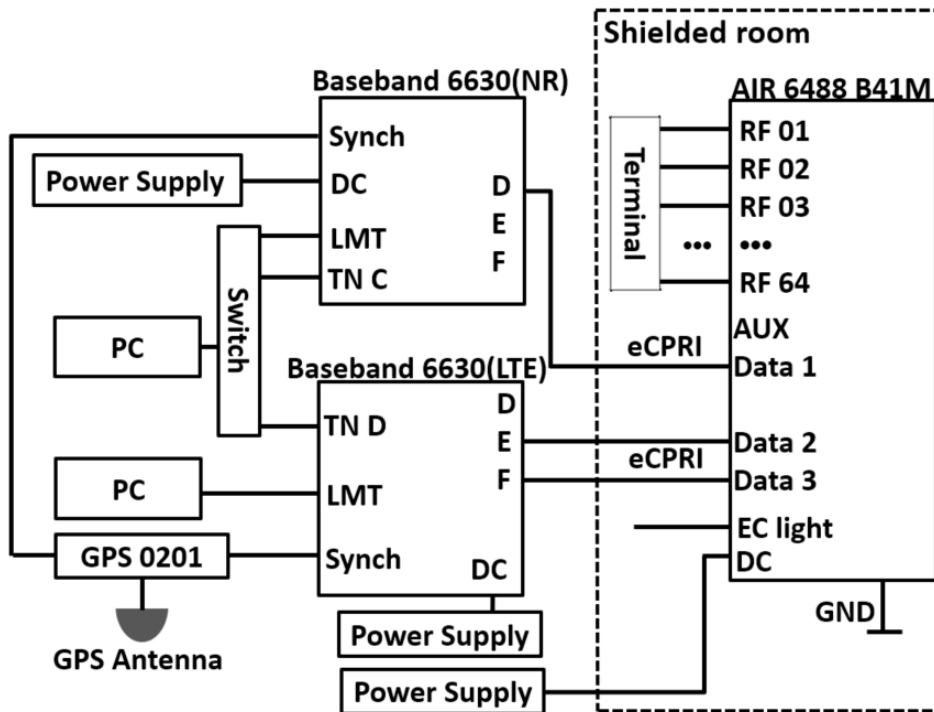 Shielded room
Baseband 6630(NR)
AIR 6488 B41M
Synch
RF 01
Power Supply
DC
D
RF 02
Terminal
E
RF 03
LMT
F
•••
•••
TN C
RF 64
Switch
PC
AUX
eCPRI
Data 1
Baseband 6630(LTE)
D
TN D
E
Data 2
eCPRI
PC
LMT
F
Data 3
EC light
GPS 0201
Synch
DC
DC
GND
Power Supply
GPS Antenna
Power Supply